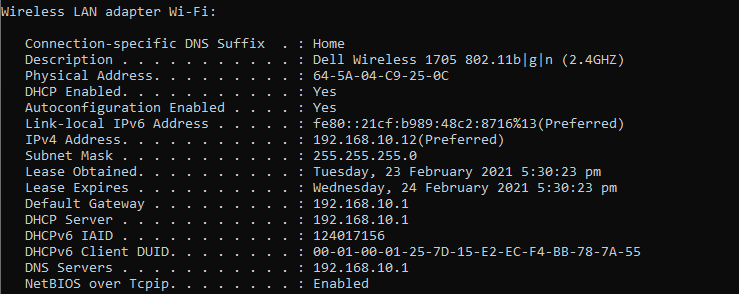 Wireless LAN adapter Wi-Fi:
Connection-specific DNS Suffix  . : Home
Description . . . . . . . . . . . : Dell Wireless 1705 802.11b|g|n (2.4GHZ)
Physical Address. . . . . . . . . : 64-5A-04-C9-25-0C
DHCP Enabled. . . . . . . . . . . : Yes
Autoconfiguration Enabled . . . . : Yes
Link-local IPv6 Address . . . . . : fe80::21cf:b989:48c2:8716%13(Preferred)
IPv4 Address. . . . . . . . . . . : 192.168.10.12(Preferred)
Subnet Mask . . . . . . . . . . . : 255.255.255.0
Lease Obtained. . . . . . . . . . : Tuesday, 23 February 2021 5:30:23 pm
Lease Expires . . . . . . . . . . : Wednesday, 24 February 2021 5:30:23 pm
Default Gateway . . . . . . . . . : 192.168.10.1
DHCP Server . . . . . . . . . . . : 192.168.10.1
DHCPv6 IAID . . . . . . . . . . . : 124017156
DHCPv6 Client DUID. . . . . . . . : 00-01-00-01-25-7D-15-E2-EC-F4-BB-78-7A-55
DNS Servers . . . . . . . . . . . : 192.168.10.1
NetBIOS over Tcpip. . . . . . . . : Enabled